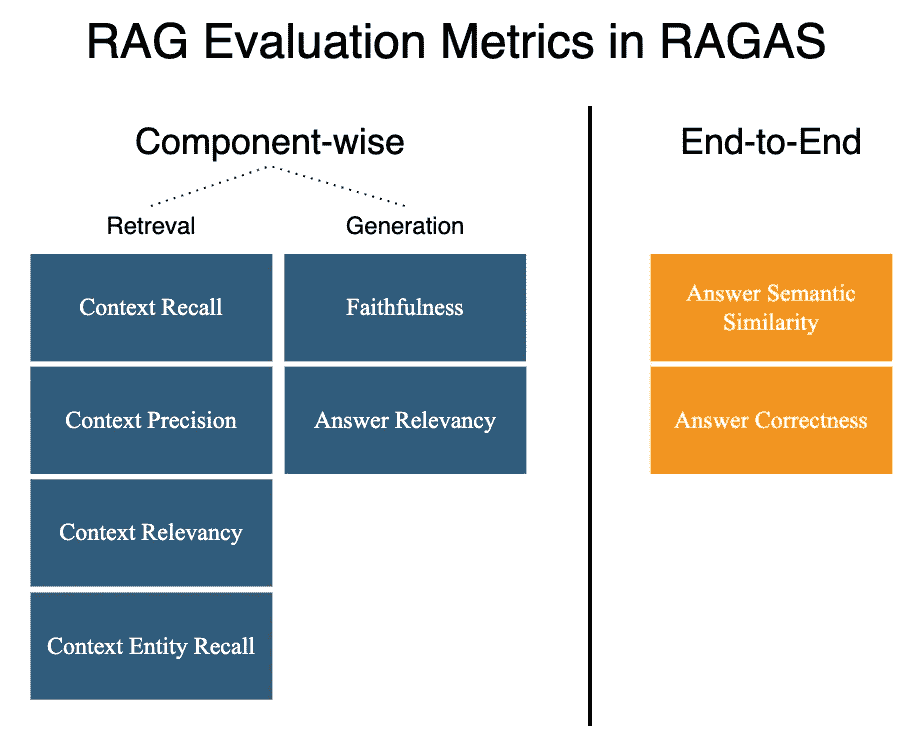 RAG Evaluation Metrics in RAGAS
Component-wise
End-to-End
Retreval
Generation
Context Recall
Faithfulness
Answer Semantic
Similarity
Context Precision
Answer Relevancy
Answer Correctness
Context Relevancy
Context Entity Recall